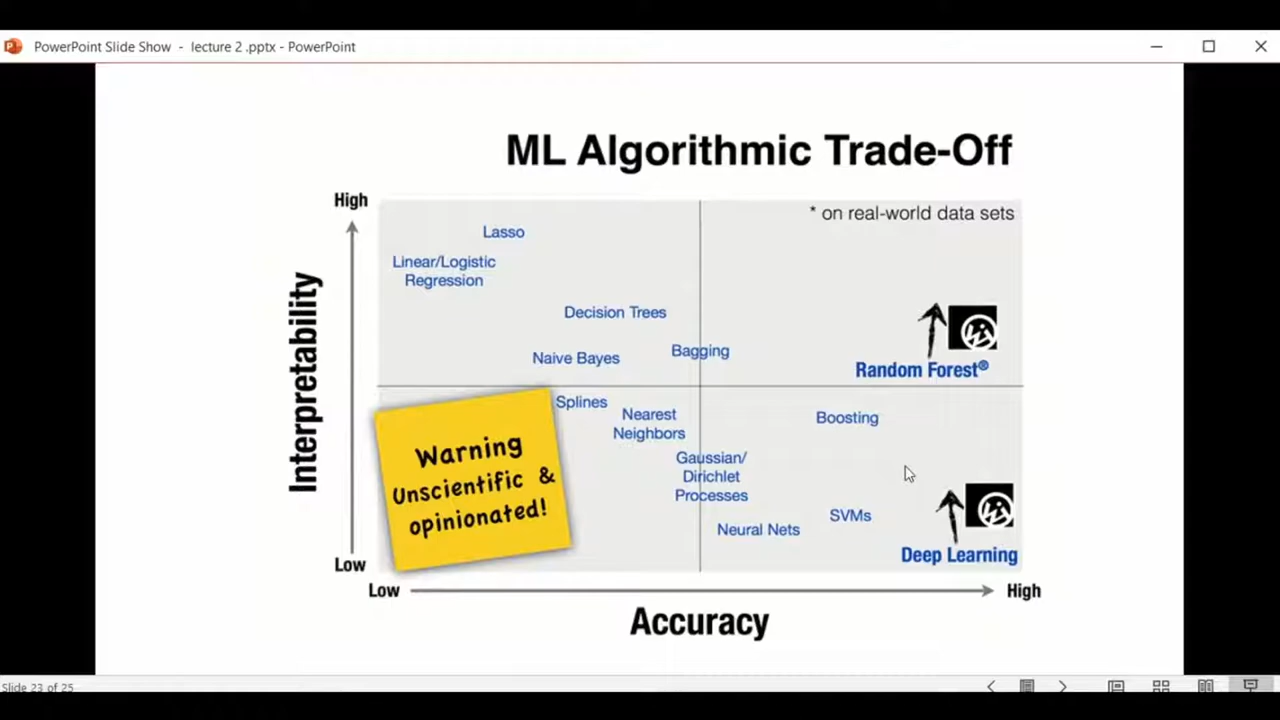 PowerPoint Slide Show - lecture 2 .pptx - PowerPoint
ML Algorithmic Trade-Off
High
* on real-world data sets
Lasso
Linear/Logistic
Regression
Decision Trees
Naive Bayes
Bagging
Random Forest®
Interpretability
Splines
Nearest
Neighbors
Boosting
Warning
Unscientific &
opinionated!
Gaussian/
Dirichlet
Processes
SVMs
Neural Nets
Deep Learning
Low
Low
High
Accuracy
Slide 23 of 25